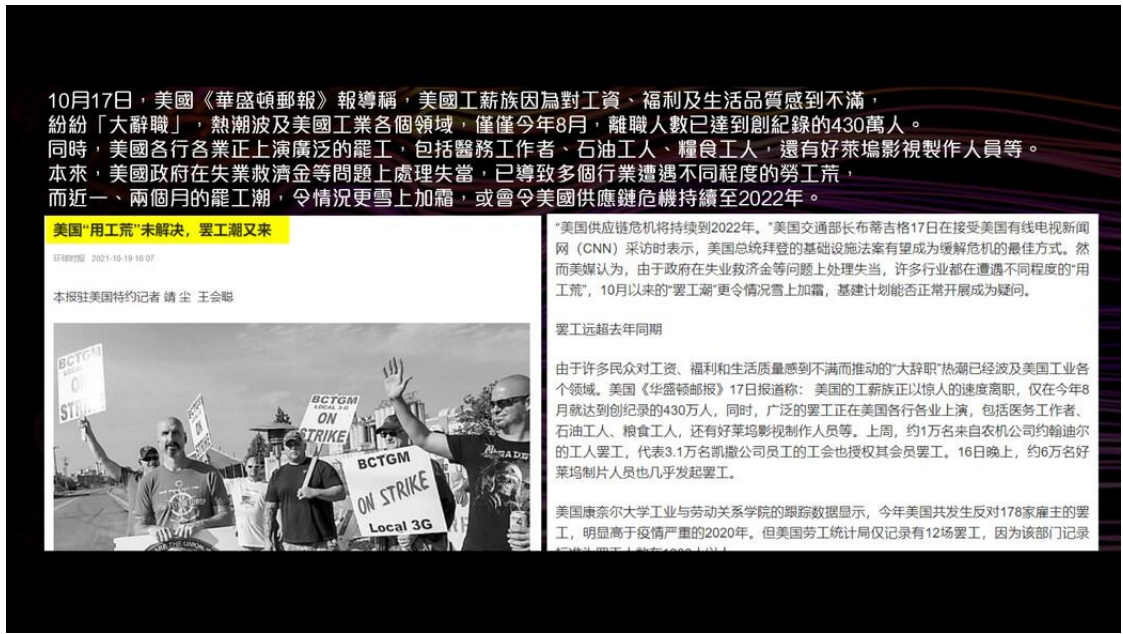 10月17日，美國《華盛頓郵報》報導稱，美國工薪族因為對工資、福利及生活品質感到不滿，
紛紛「大辭職」，熱潮波及美國工業各個領域，僅僅今年8月，離職人數已達到創紀錄的430萬人。
同時，美國各行各業正上演廣泛的罷工，包括醫務工作者、石油工人、糧食工人，還有好萊塢影視製作人員等。
本來，美國政府在失業救濟金等問題上處理失當，已導致多個行業遭遇不同程度的勞工荒，
而近一、兩個月的罷工潮，令情況更雪上加霜，或會令美國供應鏈危機持續至2022年。
美国“用工荒”未解决，罢工潮又来
环球时报 2021-10-19 16:07
本报驻美国特约记者 靖 尘 王会聪
BCTGM
LOCAL 3G
ON
STRIKE
ON
STRIKE
BCTGM
LOCAL 3-G
ON
STRIKE
BCTGM
ON STRIKE
Local 3G
“美国供应链危机将持续到2022年。”美国交通部长布蒂吉格17日在接受美国有线电视新闻
网（CNN）采访时表示，美国总统拜登的基础设施法案有望成为缓解危机的最佳方式。然
而美媒认为，由于政府在失业救济金等问题上处理失当，许多行业都在遭遇不同程度的“用
工荒”，10月以来的“罢工潮”更令情况雪上加霜，基建计划能否正常开展成为疑问。
罢工远超去年同期
由于许多民众对工资、福利和生活质量感到不满而推动的“大辞职”热潮已经波及美国工业各
个领域。美国《华盛顿邮报》17日报道称： 美国的工薪族正以惊人的速度离职，仅在今年8
月就达到创纪录的430万人，同时，广泛的罢工正在美国各行各业上演，包括医务工作者、
石油工人、粮食工人，还有好莱坞影视制作人员等。上周，约1万名来自农机公司约翰迪尔
的工人罢工，代表3.1万名凯撒公司员工的工会也授权其会员罢工。16日晚上，约6万名好
莱坞制片人员也几乎发起罢工。
美国康奈尔大学工业与劳动关系学院的跟踪数据显示，今年美国共发生反对178家雇主的罢
工，明显高于疫情严重的2020年。但美国劳工统计局仅记录有12场罢工，因为该部门记录